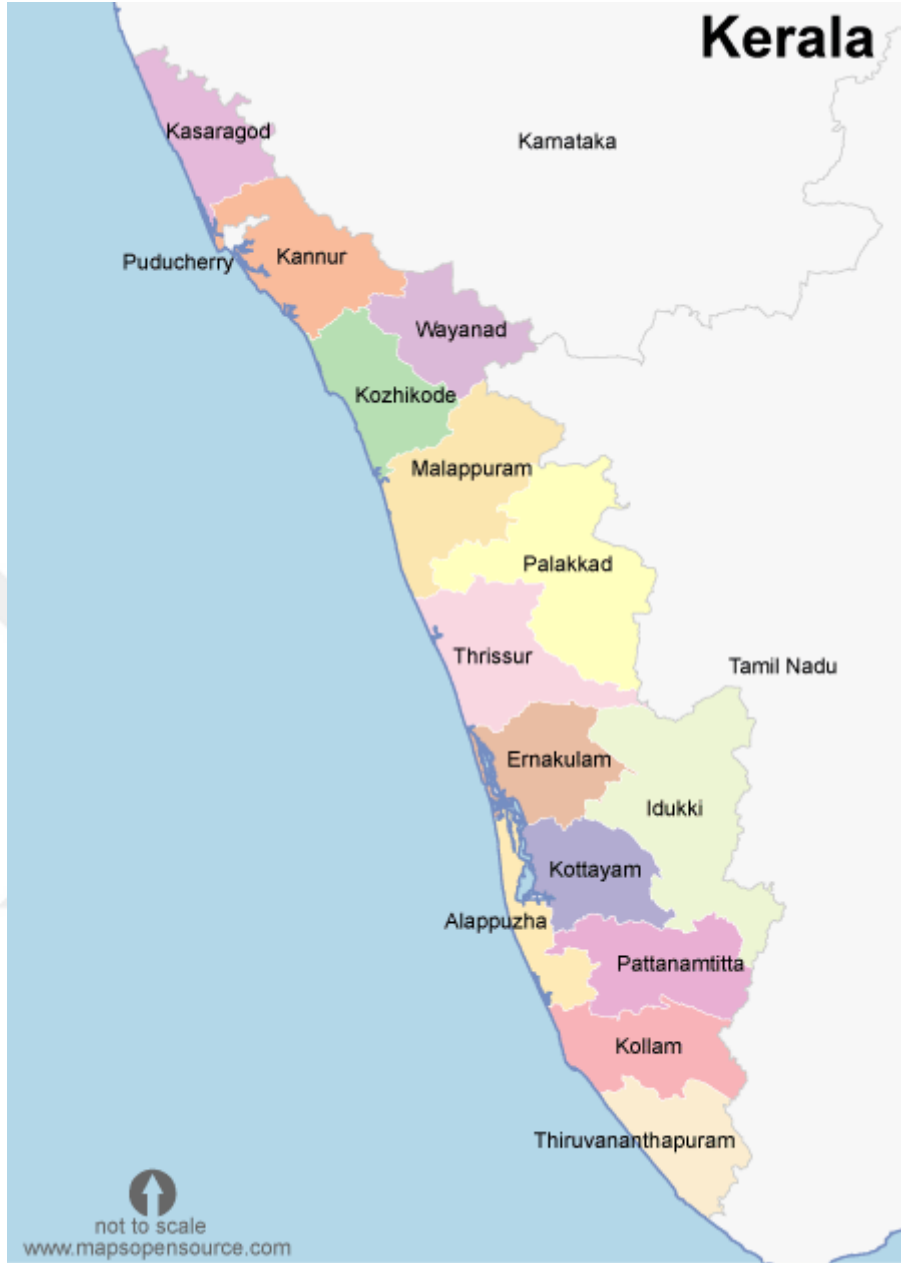 Kerala
Kasaragod
Karnataka
Puducherry
Kannur
Wayanad
Kozhikode
Malappuram
Palakkad
Thrissur
Tamil Nadu
Ernakulam
Idukki
Kottayam
Alappuzha
Pattanamtitta
Kollam
Thiruvananthapuram
not to scale
www.mapsopensource.com